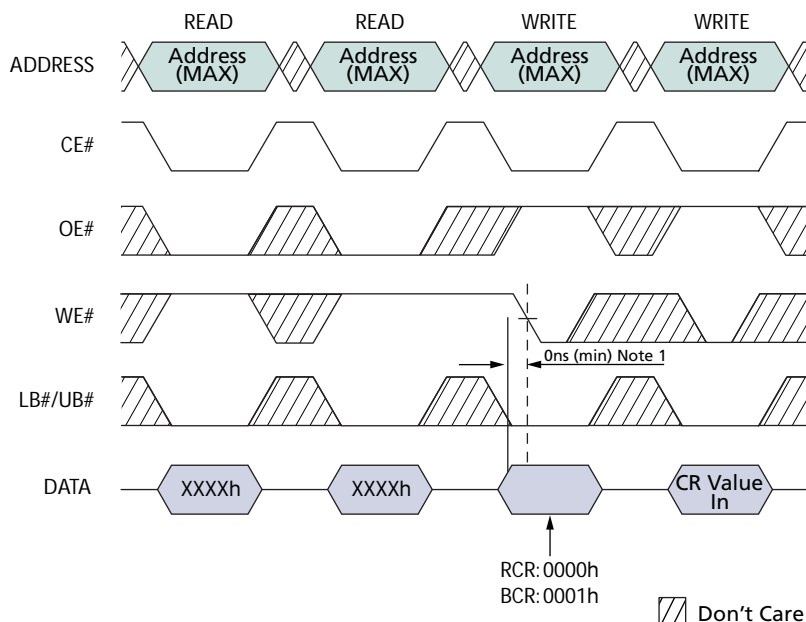 READ READ WRITE WRITE
ADDRESS
Address
(MAX)
Address
(MAX)
Address
(MAX)
Address
(MAX)
CE#
OE#
WE#
0ns (min) Note 1
LB#/UB#
DATA
XXXXh
XXXXh
CR Value
In
RCR: 0000h
BCR: 0001h
Don't Care